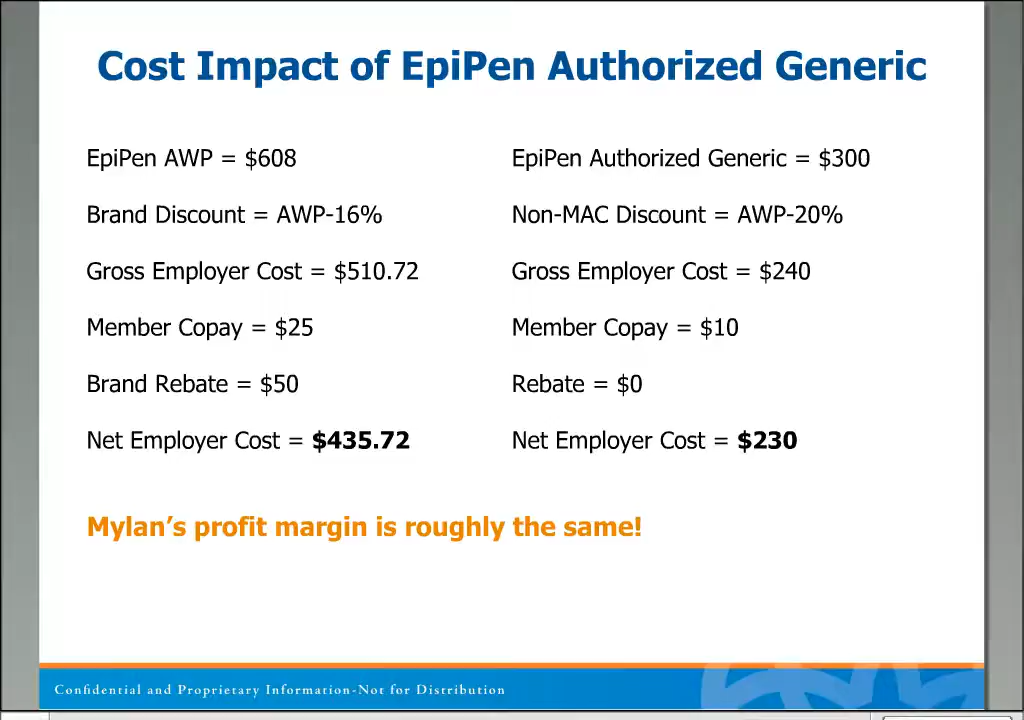 Cost Impact of EpiPen Authorized Generic
EpiPen AWP = $608
Brand Discount = AWP-16%
Gross Employer Cost = $510.72
Member Copay = $25
Brand Rebate = $50
Net Employer Cost = $435.72
EpiPen Authorized Generic = $300
Non-MAC Discount = AWP-20%
Gross Employer Cost = $240
Member Copay = $10
Rebate = $0
Net Employer Cost = $230
Mylan's profit margin is roughly the same!
Confidential and Proprietary Information-Not for Distribution